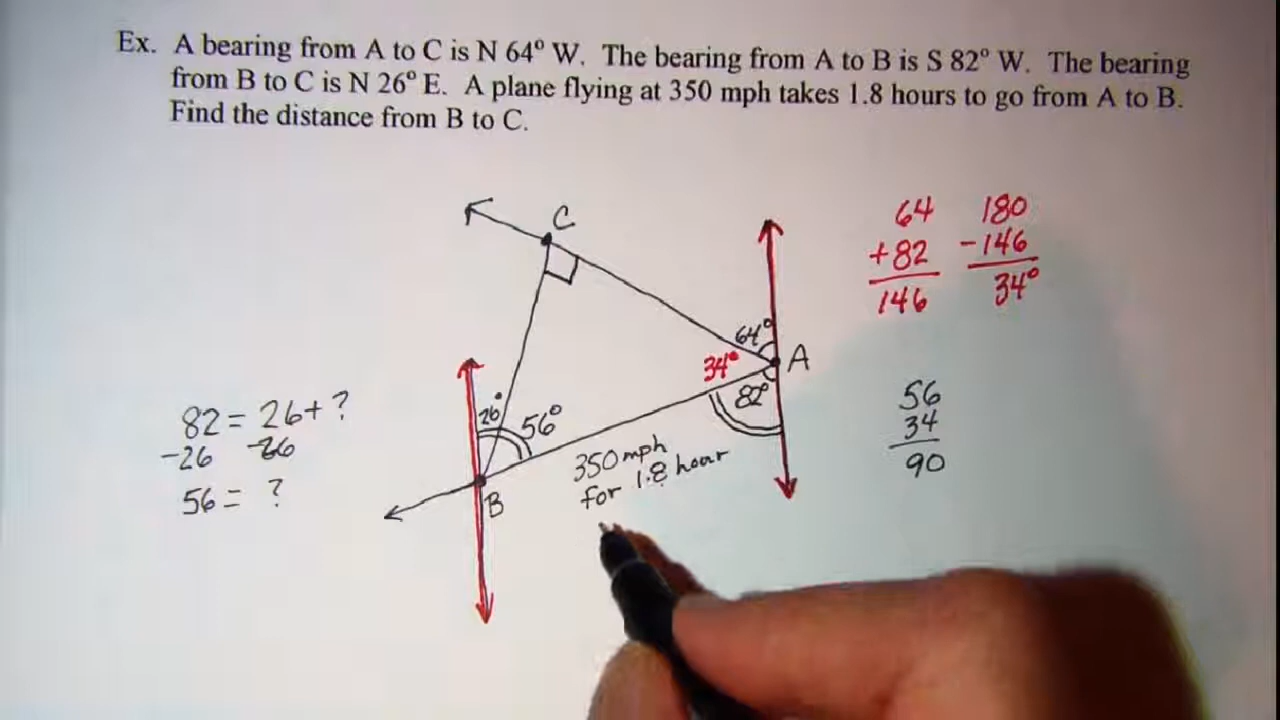 Ex. A bearing from A to C is N 64° W. The bearing from A to B is S 82° W. The bearing
from B to C is N 26° E. A plane flying at 350 mph takes 1.8 hours to go from A to B.
Find the distance from B to C.
C
64
+82
146
180
-146
34°
64°
A
34°
82°
26°
56°
350 mph
for 1.8 hour
B
82 = 26 + ?
-26 -26
56 = ?
56
34
90